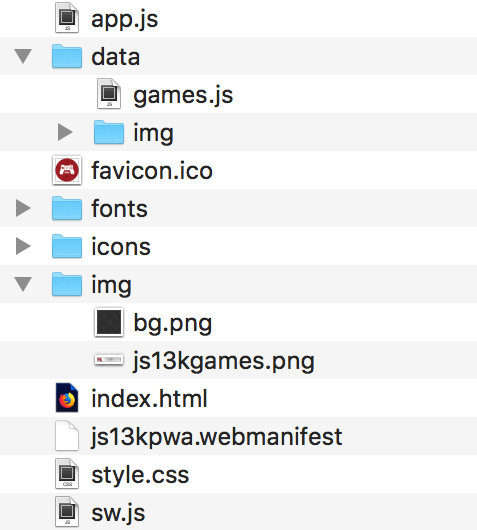 app.js
data
games.js
img
favicon.ico
fonts
icons
img
bg.png
js13kgames.png
index.html
js13kpwa.webmanifest
style.css
sw.js